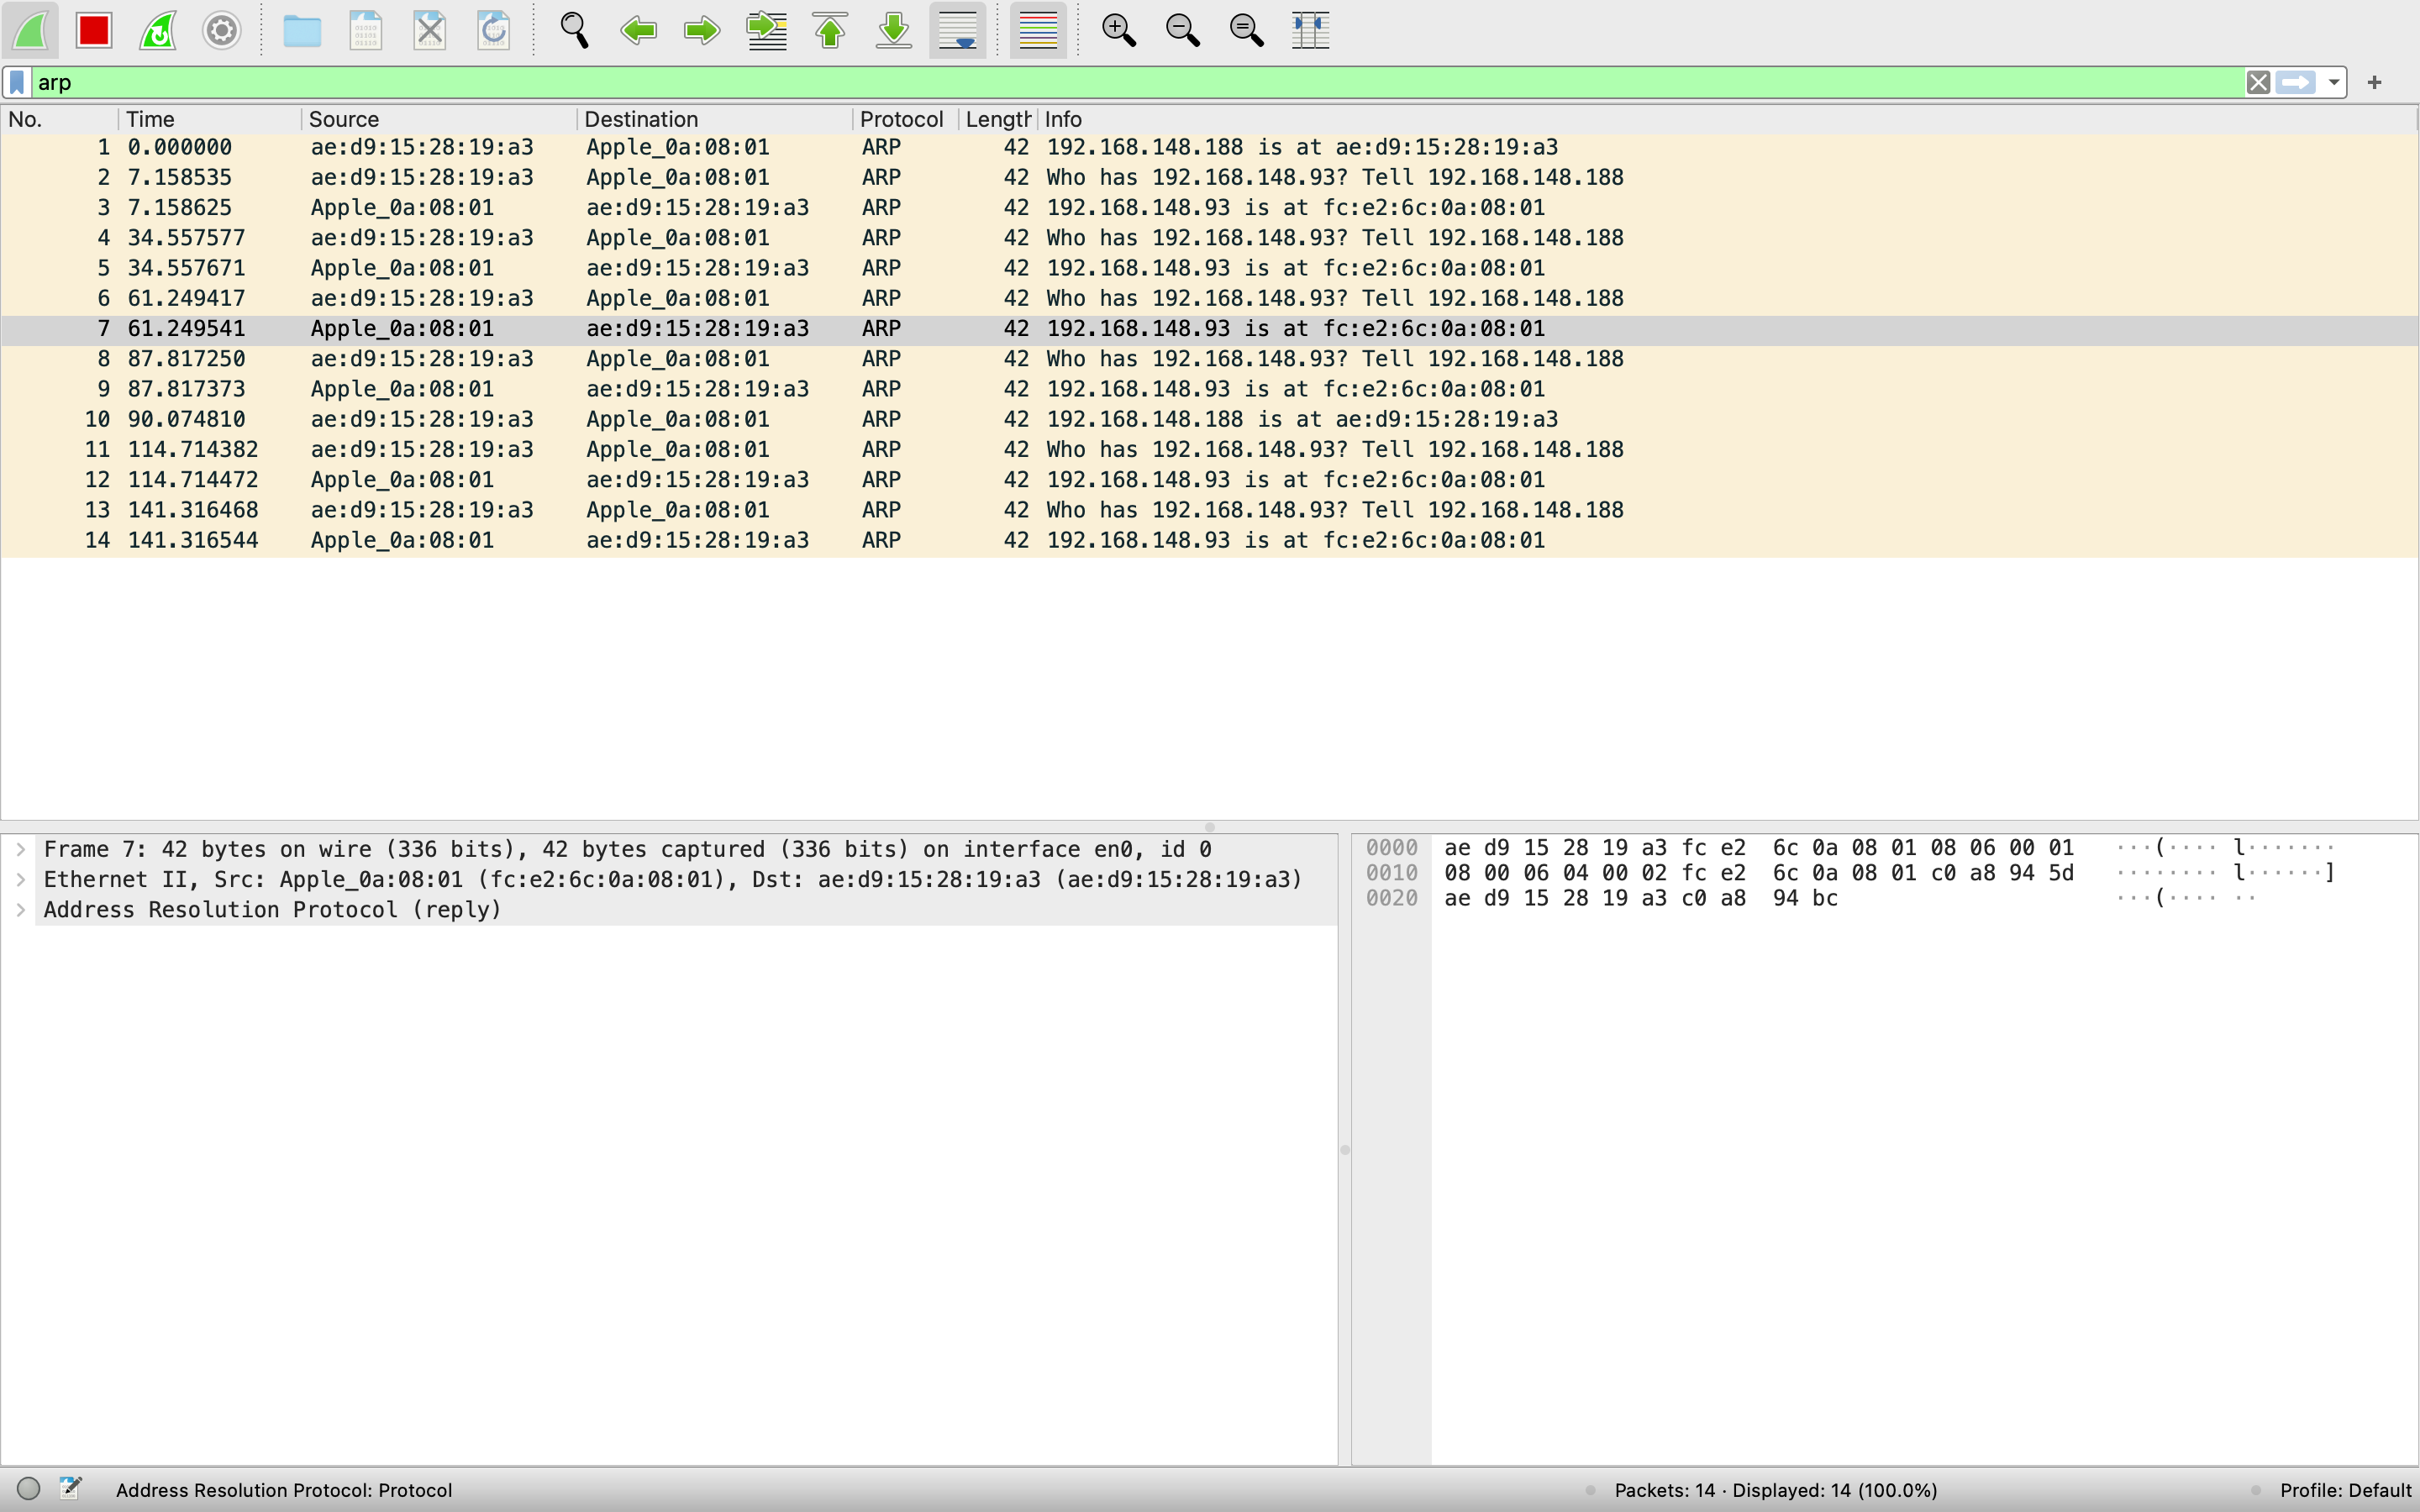 arp
No. Time Source Destination Protocol Length Info
1 0.000000 ae:d9:15:28:19:a3 Apple_0a:08:01 ARP 42 192.168.148.188 is at ae:d9:15:28:19:a3
2 7.158535 ae:d9:15:28:19:a3 Apple_0a:08:01 ARP 42 Who has 192.168.148.93? Tell 192.168.148.188
3 7.158625 Apple_0a:08:01 ae:d9:15:28:19:a3 ARP 42 192.168.148.93 is at fc:e2:6c:0a:08:01
4 34.557577 ae:d9:15:28:19:a3 Apple_0a:08:01 ARP 42 Who has 192.168.148.93? Tell 192.168.148.188
5 34.557671 Apple_0a:08:01 ae:d9:15:28:19:a3 ARP 42 192.168.148.93 is at fc:e2:6c:0a:08:01
6 61.249417 ae:d9:15:28:19:a3 Apple_0a:08:01 ARP 42 Who has 192.168.148.93? Tell 192.168.148.188
7 61.249541 Apple_0a:08:01 ae:d9:15:28:19:a3 ARP 42 192.168.148.93 is at fc:e2:6c:0a:08:01
8 87.817250 ae:d9:15:28:19:a3 Apple_0a:08:01 ARP 42 Who has 192.168.148.93? Tell 192.168.148.188
9 87.817373 Apple_0a:08:01 ae:d9:15:28:19:a3 ARP 42 192.168.148.93 is at fc:e2:6c:0a:08:01
10 90.074810 ae:d9:15:28:19:a3 Apple_0a:08:01 ARP 42 192.168.148.188 is at ae:d9:15:28:19:a3
11 114.714382 ae:d9:15:28:19:a3 Apple_0a:08:01 ARP 42 Who has 192.168.148.93? Tell 192.168.148.188
12 114.714472 Apple_0a:08:01 ae:d9:15:28:19:a3 ARP 42 192.168.148.93 is at fc:e2:6c:0a:08:01
13 141.316468 ae:d9:15:28:19:a3 Apple_0a:08:01 ARP 42 Who has 192.168.148.93? Tell 192.168.148.188
14 141.316544 Apple_0a:08:01 ae:d9:15:28:19:a3 ARP 42 192.168.148.93 is at fc:e2:6c:0a:08:01
Frame 7: 42 bytes on wire (336 bits), 42 bytes captured (336 bits) on interface en0, id 0
Ethernet II, Src: Apple_0a:08:01 (fc:e2:6c:0a:08:01), Dst: ae:d9:15:28:19:a3 (ae:d9:15:28:19:a3)
Address Resolution Protocol (reply)
0000 ae d9 15 28 19 a3 fc e2 6c 0a 08 01 08 06 00 01 ···(···· l·······
0010 08 00 06 04 00 02 fc e2 6c 0a 08 01 c0 a8 94 5d ········ l······]
0020 ae d9 15 28 19 a3 c0 a8 94 bc ···(···· ··
Address Resolution Protocol: Protocol
Packets: 14 · Displayed: 14 (100.0%)
Profile: Default